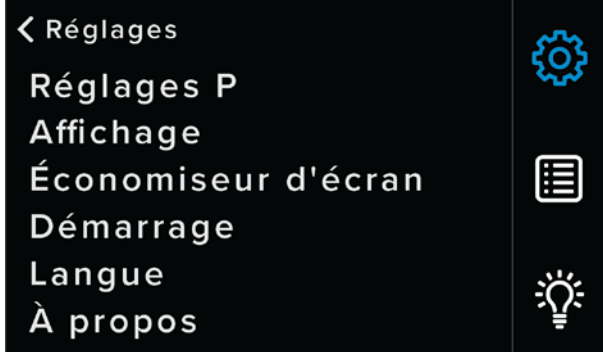 Réglages
Réglages P
Affichage
Économiseur d'écran
Démarrage
Langue
À propos